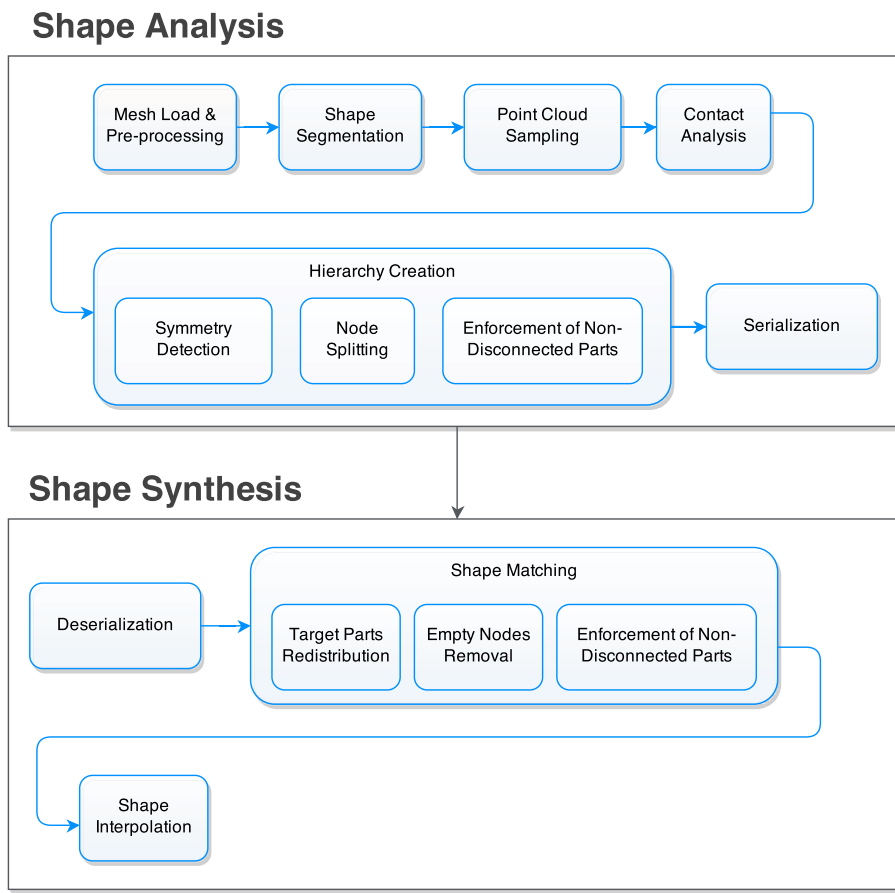 Shape Analysis
Mesh Load &
Pre-processing
Shape
Segmentation
Point Cloud
Sampling
Contact
Analysis
Hierarchy Creation
Symmetry
Detection
Node
Splitting
Enforcement of Non-
Disconnected Parts
Serialization
Shape Synthesis
Deserialization
Shape Matching
Target Parts
Redistribution
Empty Nodes
Removal
Enforcement of Non-
Disconnected Parts
Shape
Interpolation